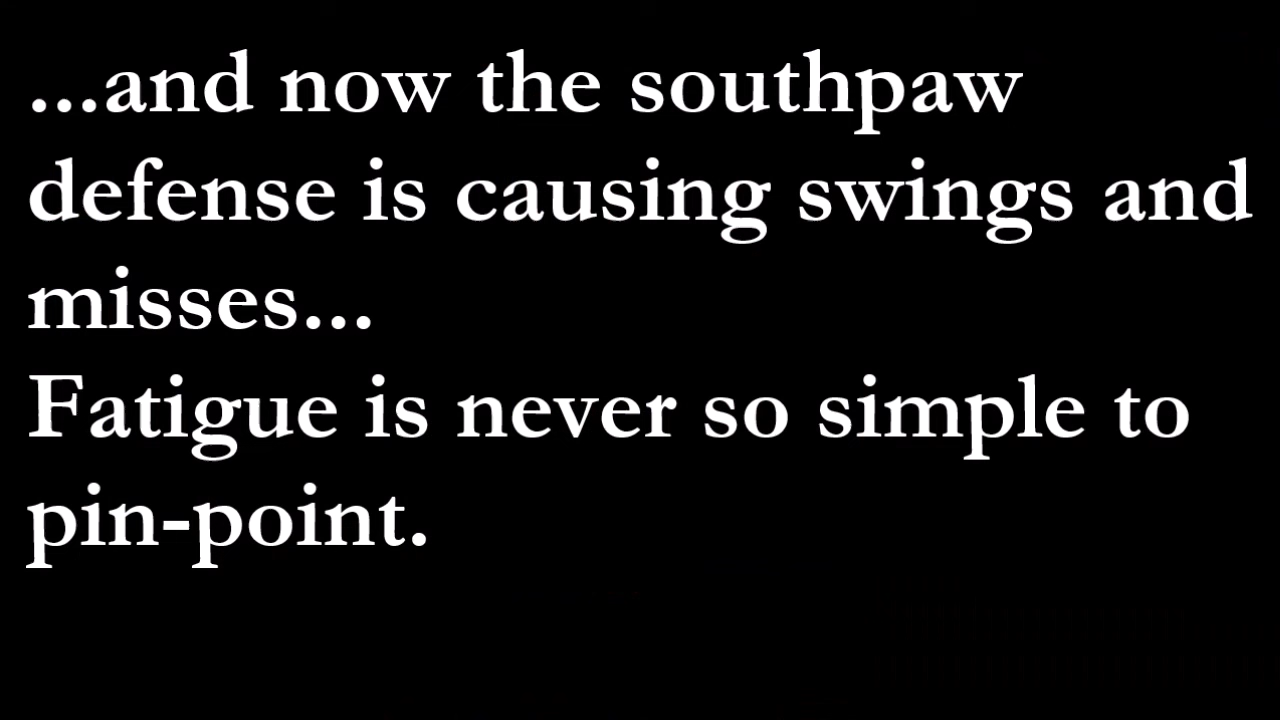 ...and now the southpaw
defense is causing swings and
misses...
Fatigue is never so simple to
pin-point.